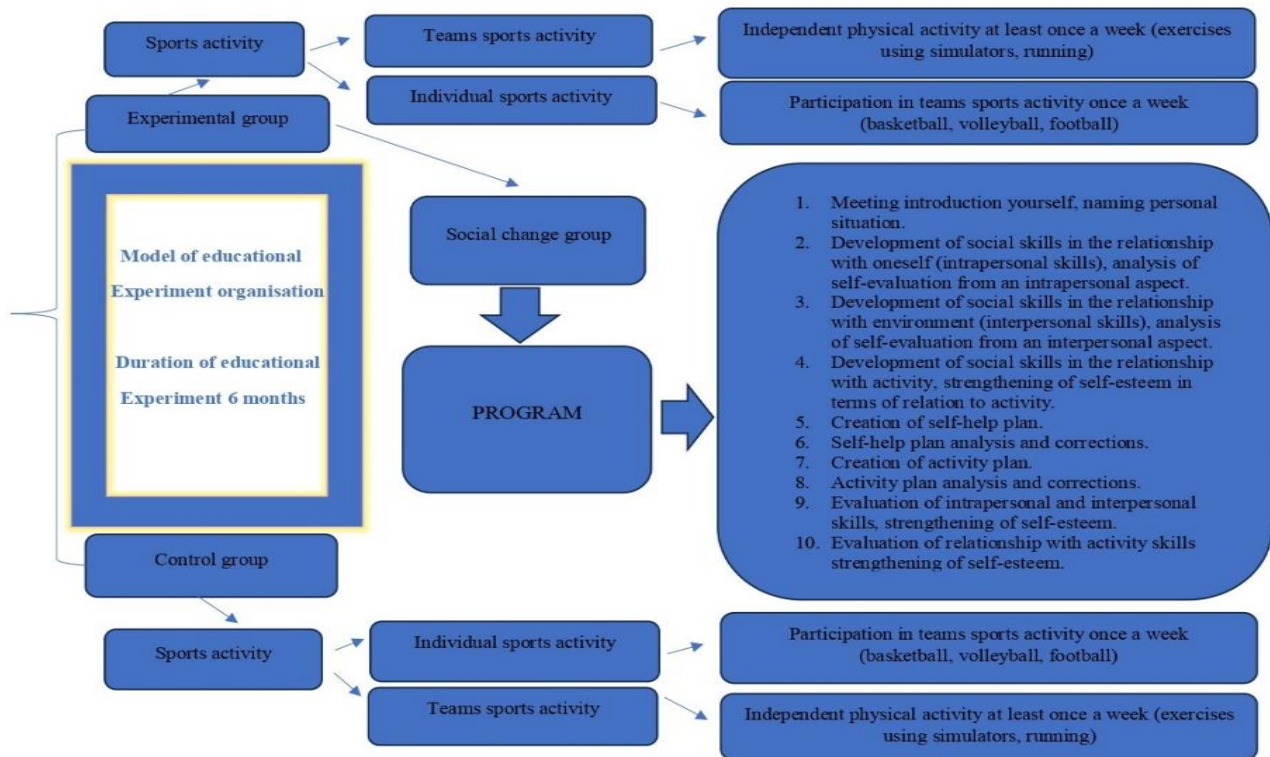 Sports activity
Teams sports activity
Independent physical activity at least once a week (exercises
using simulators, running)
Individual sports activity
Participation in teams sports activity once a week
(basketball, volleyball, football)
Experimental group
Model of educational
Experiment organisation
Duration of educational
Experiment 6 months
Social change group
PROGRAM
1. Meeting introduction yourself, naming personal
situation.
2. Development of social skills in the relationship
with oneself (intrapersonal skills), analysis of
self-evaluation from an intrapersonal aspect.
3. Development of social skills in the relationship
with environment (interpersonal skills), analysis
of self-evaluation from an interpersonal aspect.
4. Development of social skills in the relationship
with activity, strengthening of self-esteem in
terms of relation to activity.
5. Creation of self-help plan.
6. Self-help plan analysis and corrections.
7. Creation of activity plan.
8. Activity plan analysis and corrections.
9. Evaluation of intrapersonal and interpersonal
skills, strengthening of self-esteem.
10. Evaluation of relationship with activity skills
strengthening of self-esteem.
Control group
Sports activity
Individual sports activity
Participation in teams sports activity once a week
(basketball, volleyball, football)
Teams sports activity
Independent physical activity at least once a week (exercises
using simulators, running)